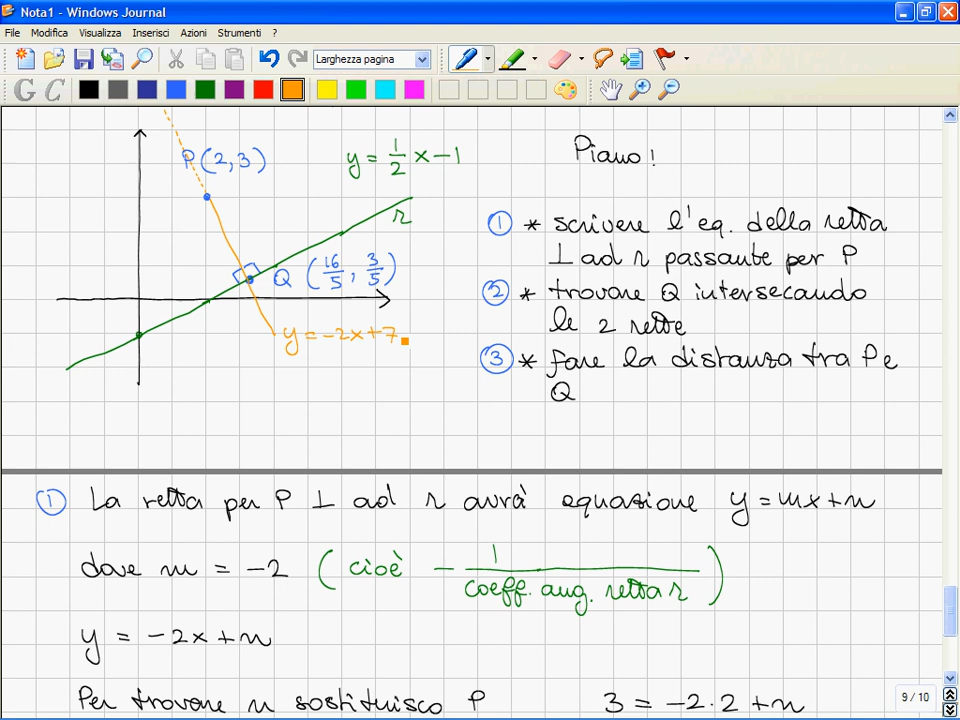 Nota1 - Windows Journal
File Modifica Visualizza Inserisci Azioni Strumenti ?
Larghezza pagina
G C
P(2,3)
y = 1/2 x - 1
r
Q (16/5, 3/5)
y = -2x+7
Piano!
① * scrivere l'eq. della retta
⊥ ad r passante per P
② * trovare Q intersecando
le 2 rette
③ * fare la distanza tra P e
Q
① La retta per P ⊥ ad r avrà equazione y = mx+n
dove m = -2 (cioè - 1/coeff. ang. retta r)
y = -2x+n
Per trovare n sostituisco P 3 = -2·2+n
9 / 10